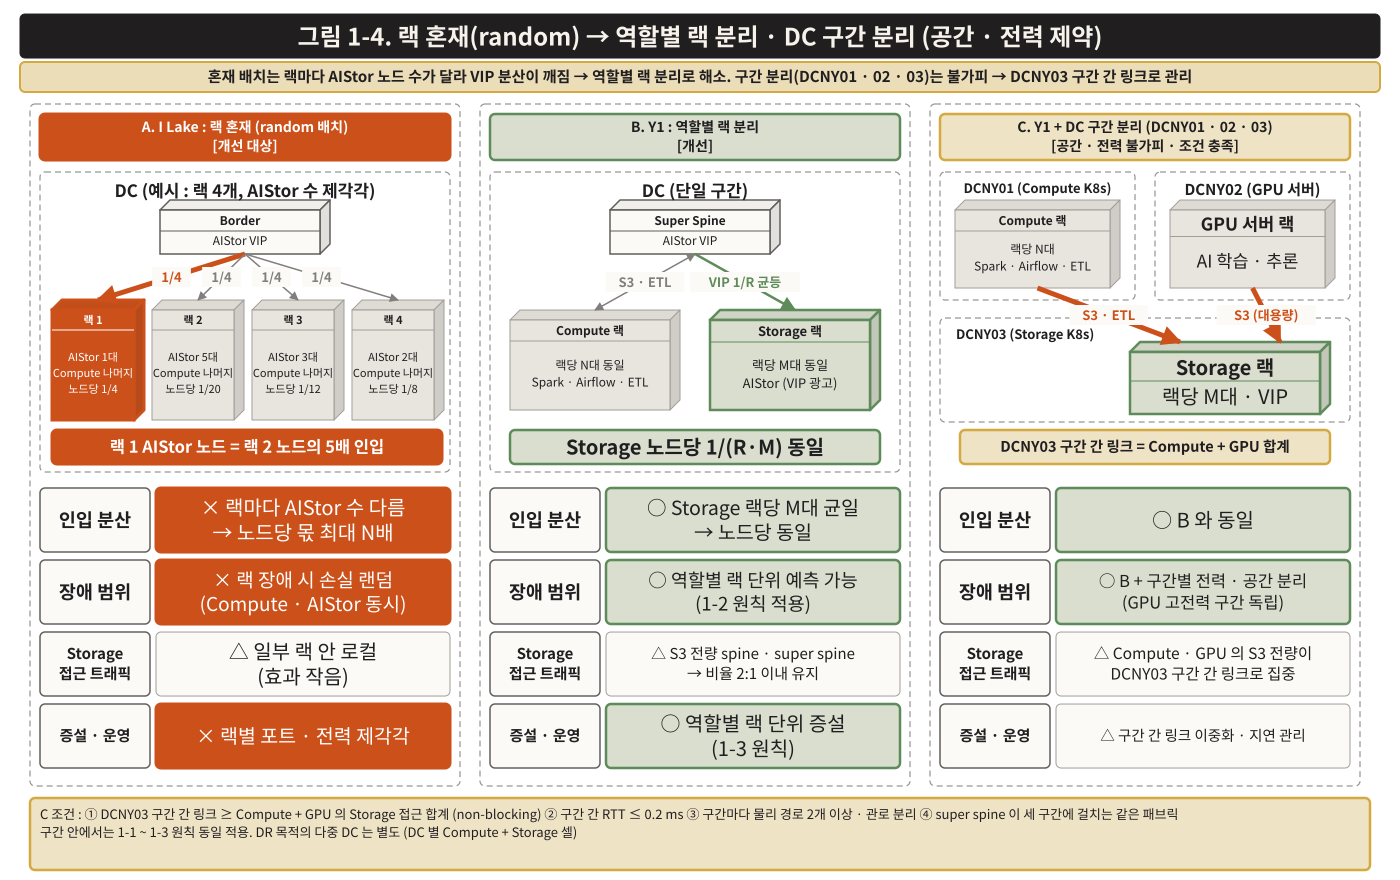 그림 1-4. 랙 혼재(random) → 역할별 랙 분리 · DC 구간 분리 (공간 · 전력 제약)
혼재 배치는 랙마다 AIStor 노드 수가 달라 VIP 분산이 깨짐 → 역할별 랙 분리로 해소. 구간 분리(DCNY01 · 02 · 03)는 불가피 → DCNY03 구간 간 링크로 관리
A. I Lake : 랙 혼재 (random 배치)
[개선 대상]
DC (예시 : 랙 4개, AIStor 수 제각각)
Border
AIStor VIP
1/4
1/4
1/4
1/4
랙 1
AIStor 1대
Compute 나머지
노드당 1/4
랙 2
AIStor 5대
Compute 나머지
노드당 1/20
랙 3
AIStor 3대
Compute 나머지
노드당 1/12
랙 4
AIStor 2대
Compute 나머지
노드당 1/8
랙 1 AIStor 노드 = 랙 2 노드의 5배 인입
인입 분산
× 랙마다 AIStor 수 다름
→ 노드당 몫 최대 N배
장애 범위
× 랙 장애 시 손실 랜덤
(Compute · AIStor 동시)
Storage
접근 트래픽
△ 일부 랙 안 로컬
(효과 작음)
증설 · 운영
× 랙별 포트 · 전력 제각각
B. Y1 : 역할별 랙 분리
[개선]
DC (단일 구간)
Super Spine
AIStor VIP
S3 · ETL
VIP 1/R 균등
Compute 랙
랙당 N대 동일
Spark · Airflow · ETL
Storage 랙
랙당 M대 동일
AIStor (VIP 광고)
Storage 노드당 1/(R·M) 동일
인입 분산
○ Storage 랙당 M대 균일
→ 노드당 동일
장애 범위
○ 역할별 랙 단위 예측 가능
(1-2 원칙 적용)
Storage
접근 트래픽
△ S3 전량 spine · super spine
→ 비율 2:1 이내 유지
증설 · 운영
○ 역할별 랙 단위 증설
(1-3 원칙)
C. Y1 + DC 구간 분리 (DCNY01 · 02 · 03)
[공간 · 전력 불가피 · 조건 충족]
DCNY01 (Compute K8s)
Compute 랙
랙당 N대
Spark · Airflow · ETL
DCNY02 (GPU 서버)
GPU 서버 랙
AI 학습 · 추론
S3 · ETL
S3 (대용량)
DCNY03 (Storage K8s)
Storage 랙
랙당 M대 · VIP
DCNY03 구간 간 링크 = Compute + GPU 합계
인입 분산
○ B 와 동일
장애 범위
○ B + 구간별 전력 · 공간 분리
(GPU 고전력 구간 독립)
Storage
접근 트래픽
△ Compute · GPU 의 S3 전량이
DCNY03 구간 간 링크로 집중
증설 · 운영
△ 구간 간 링크 이중화 · 지연 관리
C 조건 : ① DCNY03 구간 간 링크 ≥ Compute + GPU 의 Storage 접근 합계 (non-blocking) ② 구간 간 RTT ≤ 0.2 ms ③ 구간마다 물리 경로 2개 이상 · 관로 분리 ④ super spine 이 세 구간에 걸치는 같은 패브릭
구간 안에서는 1-1 ~ 1-3 원칙 동일 적용. DR 목적의 다중 DC 는 별도 (DC 별 Compute + Storage 셀)